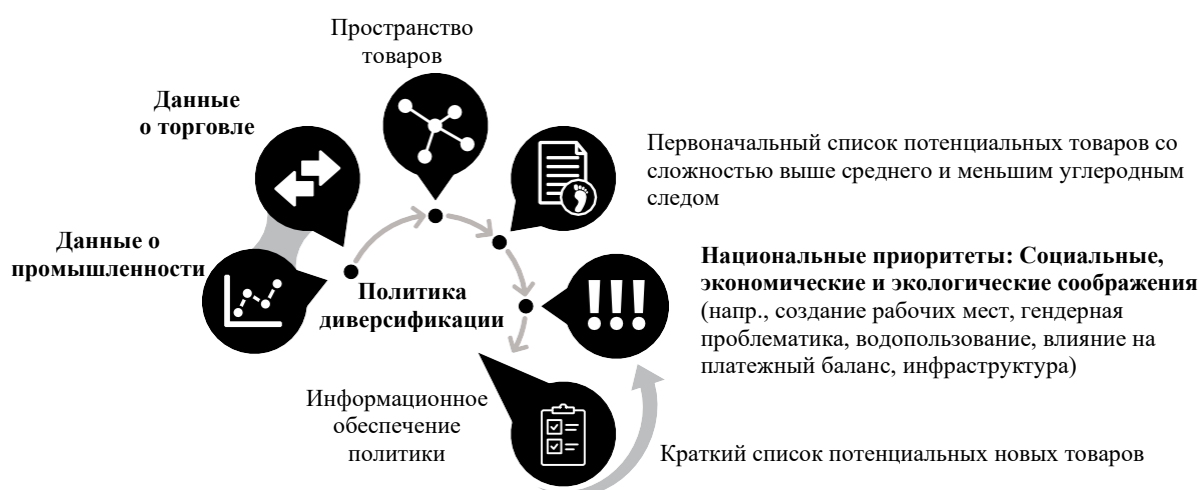 Пространство
товаров
Данные
о торговле
Первоначальный список потенциальных товаров со
сложностью выше среднего и меньшим углеродным
следом
Данные о
промышленности
Политика
диверсификации
Национальные приоритеты: Социальные,
экономические и экологические соображения
(напр., создание рабочих мест, гендерная
проблематика, водопользование, влияние на
платежный баланс, инфраструктура)
Информационное
обеспечение
политики
Краткий список потенциальных новых товаров